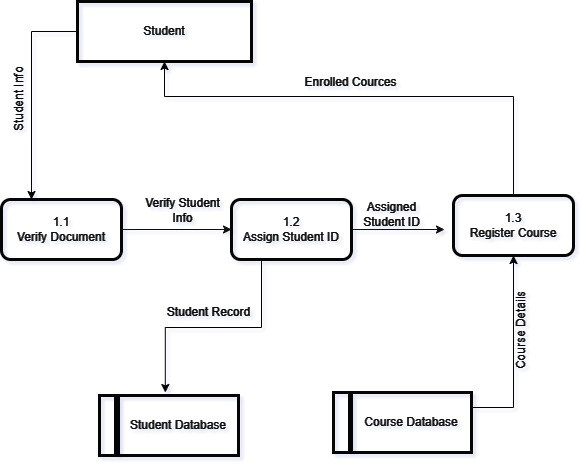 Student
Enrolled Cources
Student Info
1.1
Verify Document
Verify Student
Info
1.2
Assign Student ID
Assigned
Student ID
1.3
Register Course
Student Record
Course Details
Student Database
Course Database